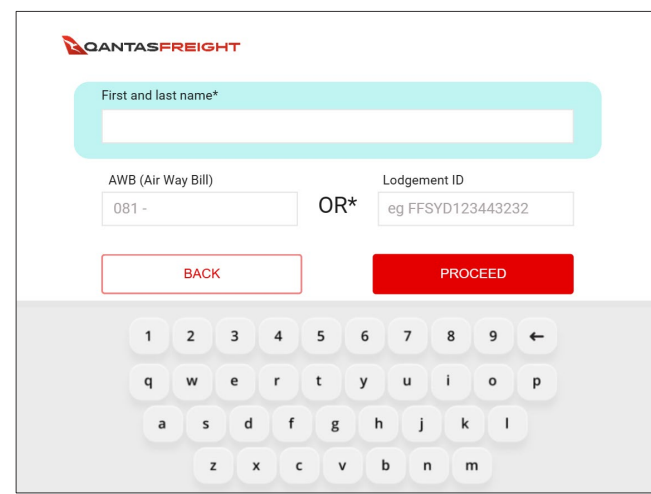 QANTASFREIGHT
First and last name*
AWB (Air Way Bill)
Lodgement ID
081 -
OR*
eg FFSYD123443232
BACK
PROCEED
1 2 3 4 5 6 7 8 9 ←
q w e r t y u i o p
a s d f g h j k l
z x c v b n m